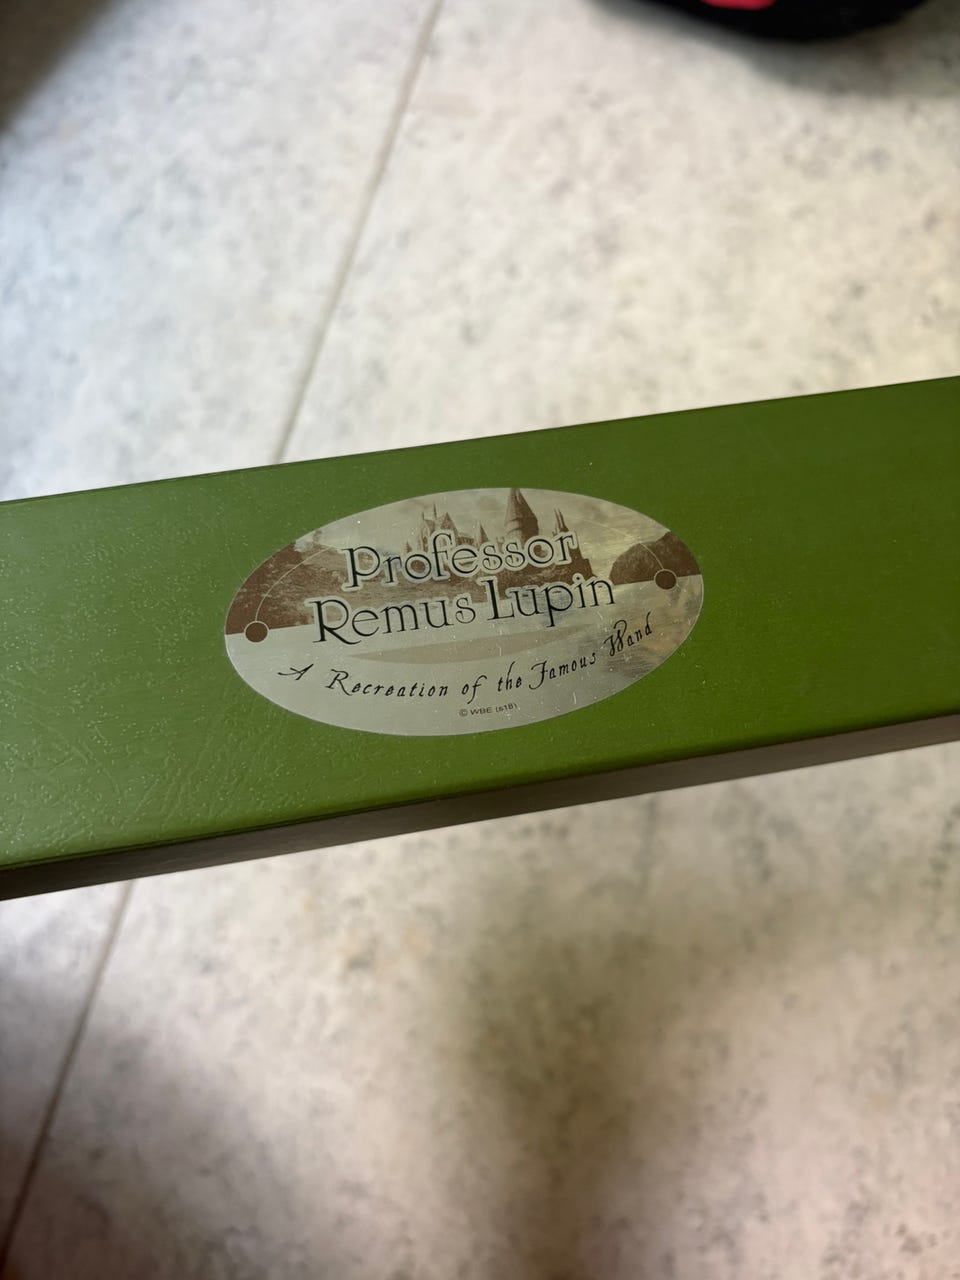 Professor
Remus Lupin
A Recreation of the Famous Wand
© WBE (s18)